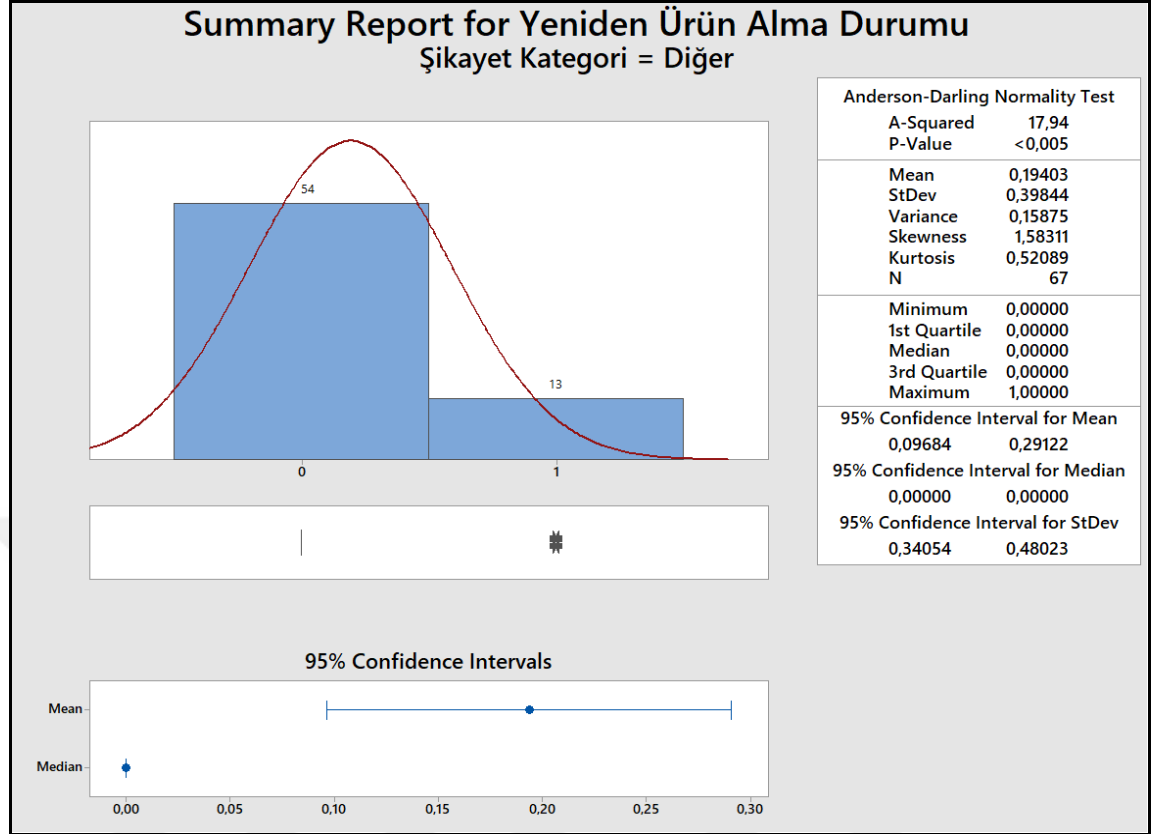 Summary Report for Yeniden Ürün Alma Durumu
Şikayet Kategori = Diğer
54
13
0
1
95% Confidence Intervals
Mean
Median
0,00
0,05
0,10
0,15
0,20
0,25
0,30
Anderson-Darling Normality Test
A-Squared 17,94
P-Value <0,005
Mean 0,19403
StDev 0,39844
Variance 0,15875
Skewness 1,58311
Kurtosis 0,52089
N 67
Minimum 0,00000
1st Quartile 0,00000
Median 0,00000
3rd Quartile 0,00000
Maximum 1,00000
95% Confidence Interval for Mean
0,09684 0,29122
95% Confidence Interval for Median
0,00000 0,00000
95% Confidence Interval for StDev
0,34054 0,48023